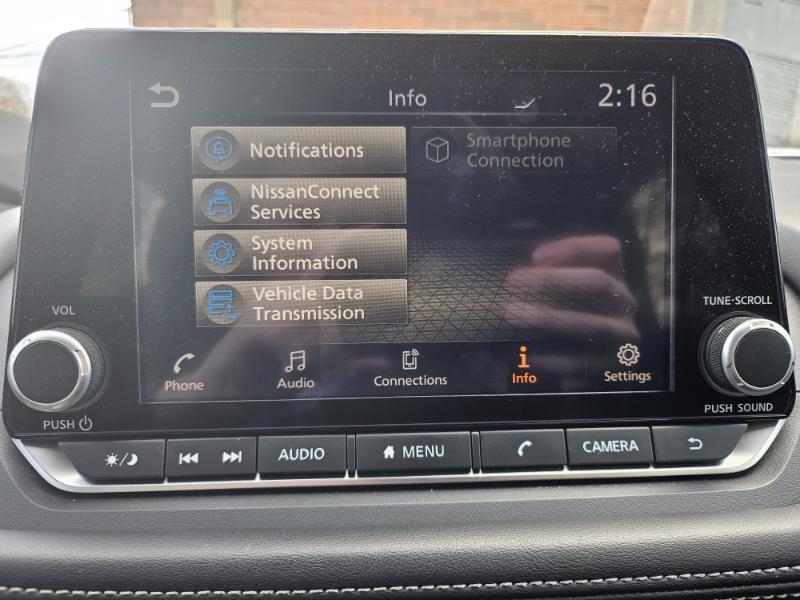 Info
2:16
Notifications
Smartphone
Connection
NissanConnect
Services
System
Information
Vehicle Data
Transmission
VOL
TUNE·SCROLL
Phone
Audio
Connections
Info
Settings
PUSH
PUSH SOUND
AUDIO
MENU
CAMERA